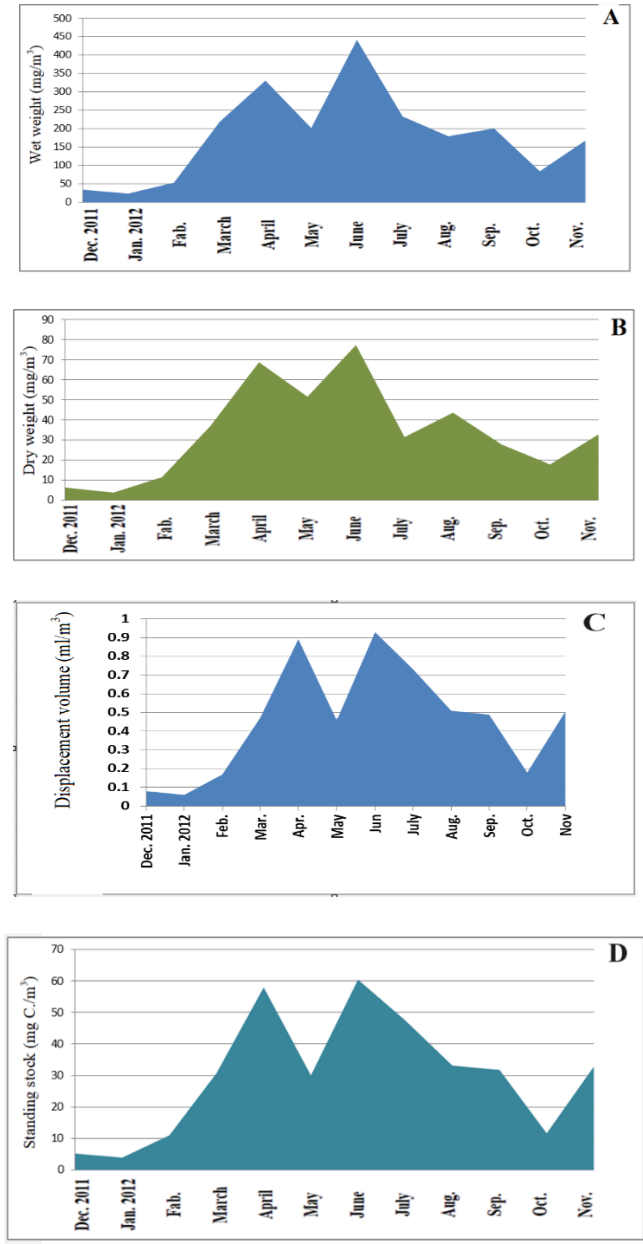 A
Wet weight (mg/m³)
500
450
400
350
300
250
200
150
100
50
0
Dec. 2011
Jan. 2012
Fab.
March
April
May
June
July
Aug.
Sep.
Oct.
Nov.
B
Dry weight (mg/m³)
90
80
70
60
50
40
30
20
10
0
Dec. 2011
Jan. 2012
Fab.
March
April
May
June
July
Aug.
Sep.
Oct.
Nov.
C
Displacement volume (ml/m³)
1
0.9
0.8
0.7
0.6
0.5
0.4
0.3
0.2
0.1
0
Dec. 2011
Jan. 2012
Feb.
Mar.
Apr.
May
Jun
July
Aug.
Sep.
Oct.
Nov
D
Standing stock (mg C./m³)
70
60
50
40
30
20
10
0
Dec. 2011
Jan. 2012
Fab.
March
April
May
June
July
Aug.
Sep.
Oct.
Nov.